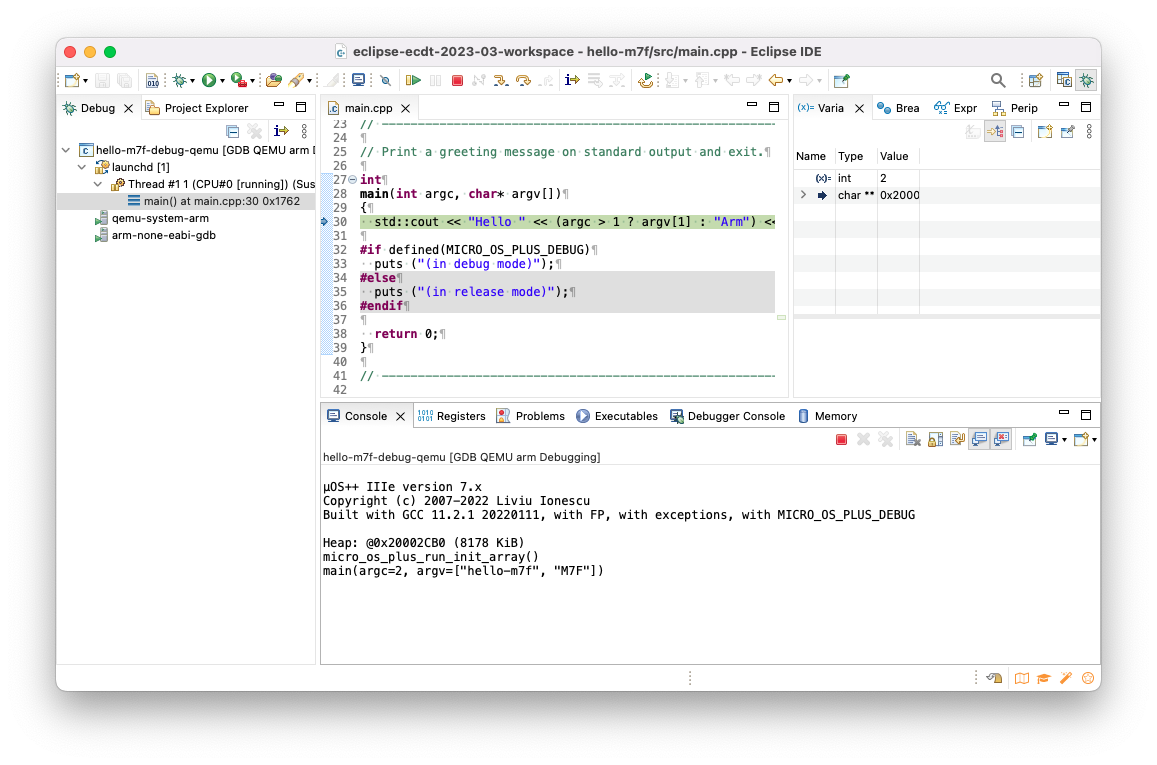 eclipse-ecdt-2023-03-workspace - hello-m7f/src/main.cpp - Eclipse IDE
Debug
Project Explorer
hello-m7f-debug-qemu [GDB QEMU arm D
launchd [1]
Thread #1 1 (CPU#0 [running]) (Sus
main() at main.cpp:30 0x1762
qemu-system-arm
arm-none-eabi-gdb
main.cpp
23 // ————————————————————————————
24 ¶
25 // Print a greeting message on standard output and exit.¶
26 ¶
27 int¶
28 main(int argc, char* argv[])¶
29 {¶
30 std::cout << "Hello " << (argc > 1 ? argv[1] : "Arm") <<
31 ¶
32 #if defined(MICRO_OS_PLUS_DEBUG)¶
33 puts ("(in debug mode)");¶
34 #else¶
35 puts ("(in release mode)");¶
36 #endif¶
37 ¶
38 return 0;¶
39 }¶
40 ¶
41 // ————————————————————————————
42
(x)= Varia
Brea
Expr
Perip
Name Type Value
(x)= int 2
char ** 0x2000
Console
1010 0101 Registers
Problems
Executables
Debugger Console
Memory
hello-m7f-debug-qemu [GDB QEMU arm Debugging]
µOS++ IIIe version 7.x
Copyright (c) 2007-2022 Liviu Ionescu
Built with GCC 11.2.1 20220111, with FP, with exceptions, with MICRO_OS_PLUS_DEBUG
Heap: @0x20002CB0 (8178 KiB)
micro_os_plus_run_init_array()
main(argc=2, argv=["hello-m7f", "M7F"])